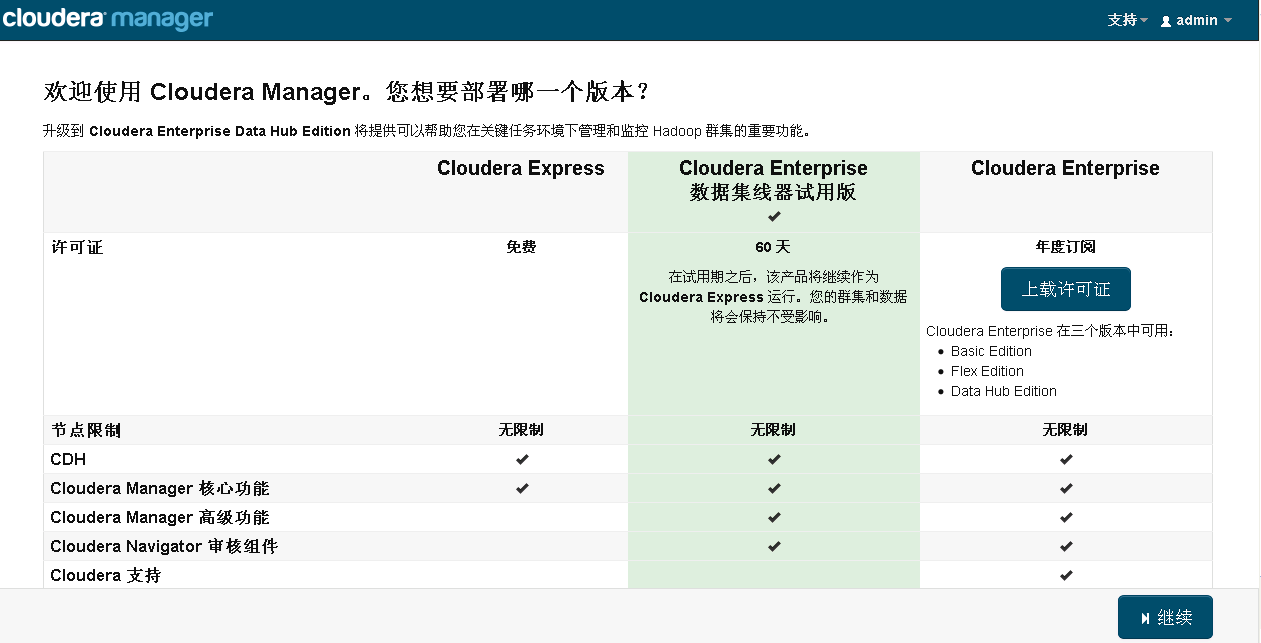 cloudera manager 支持 admin
欢迎使用 Cloudera Manager。您想要部署哪一个版本？
升级到 Cloudera Enterprise Data Hub Edition 将提供可以帮助您在关键任务环境下管理和监控 Hadoop 群集的重要功能。
Cloudera Express Cloudera Enterprise Cloudera Enterprise
数据集线器试用版
许可证 免费 60 天 年度订阅
在试用期之后，该产品将继续作为
Cloudera Express 运行。您的群集和数据
将会保持不受影响。
上载许可证
Cloudera Enterprise 在三个版本中可用：
Basic Edition
Flex Edition
Data Hub Edition
节点限制 无限制 无限制 无限制
CDH
Cloudera Manager 核心功能
Cloudera Manager 高级功能
Cloudera Navigator 审核组件
Cloudera 支持
继续